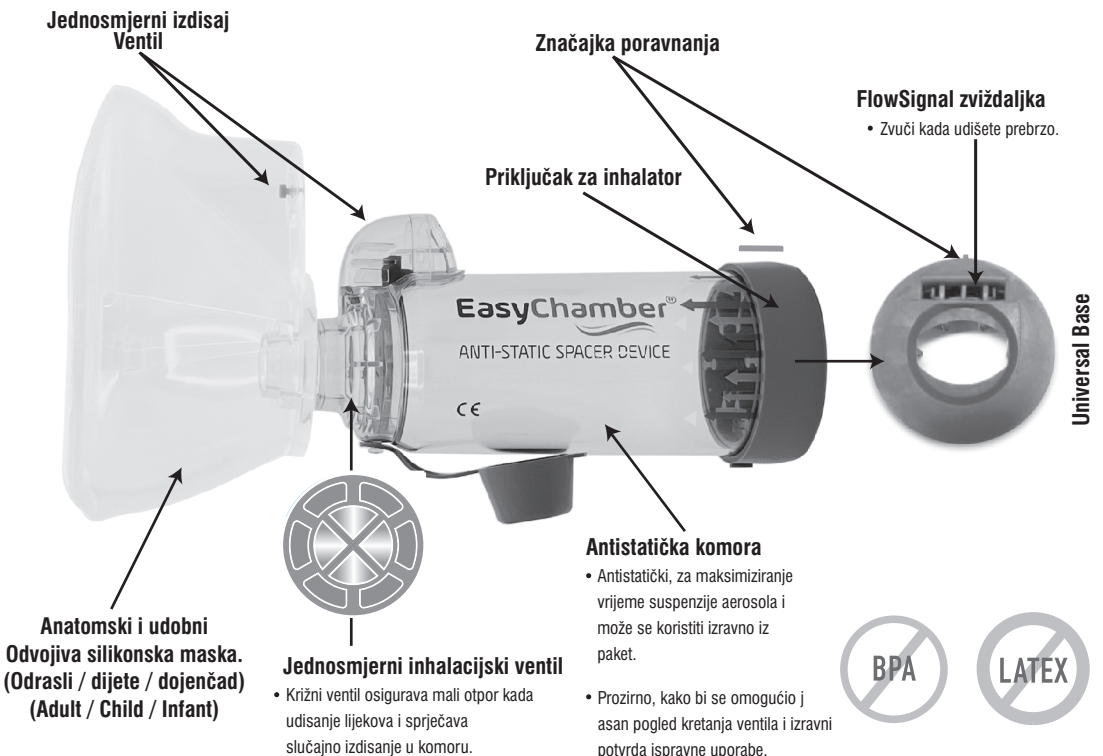 Jednosmjerni izdisaj
Ventil
Značajka poravnanja
FlowSignal zviždaljka
• Zvuči kada udišete prebrzo.
Priključak za inhalator
EasyChamber®
ANTI-STATIC SPACER DEVICE
CE
Universal Base
Antistatička komora
• Antistatički, za maksimiziranje
vrijeme suspenzije aerosola i
može se koristiti izravno iz
paket.
• Prozirno, kako bi se omogućio j
asan pogled kretanja ventila i izravni
potvrda ispravne uporabe.
Anatomski i udobni
Odvojiva silikonska maska.
(Odrasli / dijete / dojenčad)
(Adult / Child / Infant)
Jednosmjerni inhalacijski ventil
• Križni ventil osigurava mali otpor kada
udisanje lijekova i sprječava
slučajno izdisanje u komoru.
BPA
LATEX